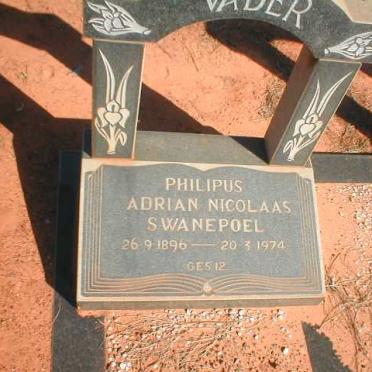 VADER
PHILIPUS
ADRIAN NICOLAAS
SWANEPOEL
26·9·1896 — 20·3·1974
GES 12